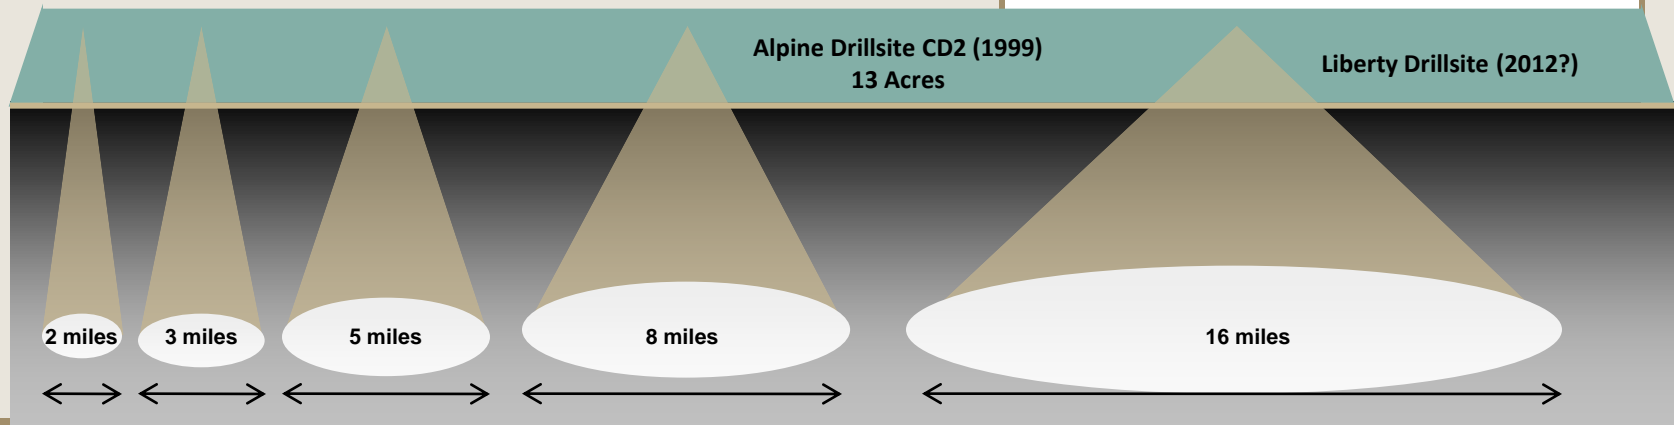 Alpine Drillsite CD2 (1999)
13 Acres
Liberty Drillsite (2012?)
2 miles
3 miles
5 miles
8 miles
16 miles